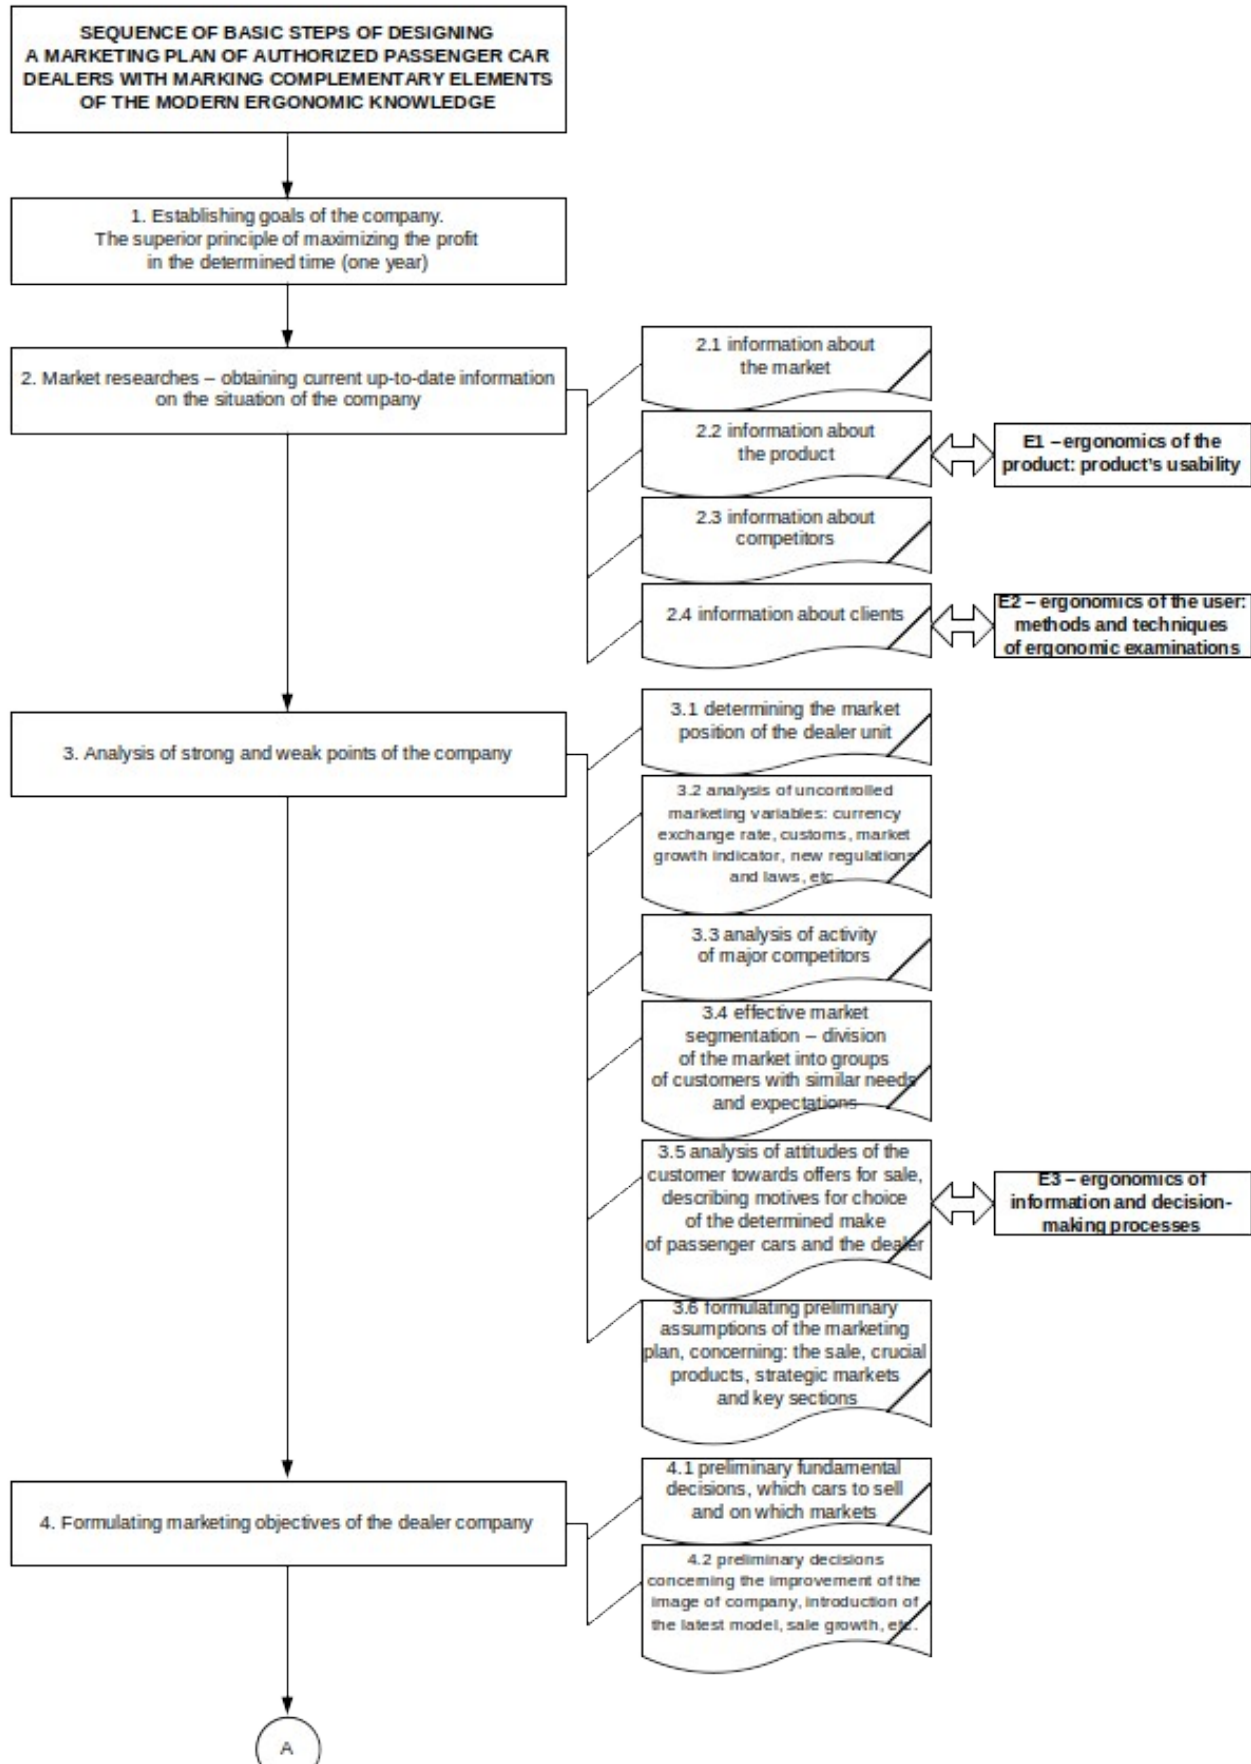 SEQUENCE OF BASIC STEPS OF DESIGNING
A MARKETING PLAN OF AUTHORIZED PASSENGER CAR
DEALERS WITH MARKING COMPLEMENTARY ELEMENTS
OF THE MODERN ERGONOMIC KNOWLEDGE
1. Establishing goals of the company.
The superior principle of maximizing the profit
in the determined time (one year)
2. Market researches – obtaining current up-to-date information
on the situation of the company
2.1 information about
the market
2.2 information about
the product
E1 – ergonomics of the
product: product's usability
2.3 information about
competitors
2.4 information about clients
E2 – ergonomics of the user:
methods and techniques
of ergonomic examinations
3. Analysis of strong and weak points of the company
3.1 determining the market
position of the dealer unit
3.2 analysis of uncontrolled
marketing variables: currency
exchange rate, customs, market
growth indicator, new regulations
and laws, etc.
3.3 analysis of activity
of major competitors
3.4 effective market
segmentation – division
of the market into groups
of customers with similar needs
and expectations
3.5 analysis of attitudes of the
customer towards offers for sale,
describing motives for choice
of the determined make
of passenger cars and the dealer
E3 – ergonomics of
information and decision-
making processes
3.6 formulating preliminary
assumptions of the marketing
plan, concerning: the sale, crucial
products, strategic markets
and key sections
4. Formulating marketing objectives of the dealer company
4.1 preliminary fundamental
decisions, which cars to sell
and on which markets
4.2 preliminary decisions
concerning the improvement of the
image of company, introduction of
the latest model, sale growth, etc.
A